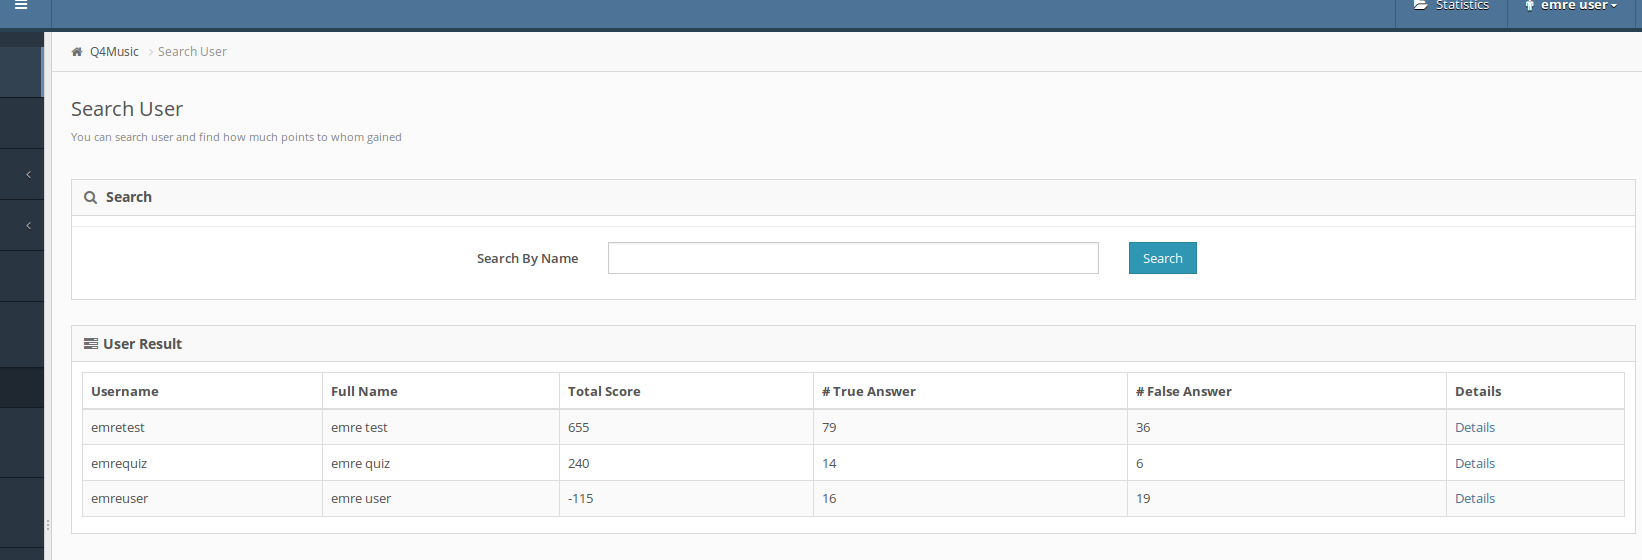 Statistics emre user
Q4Music Search User
Search User
You can search user and find how much points to whom gained
Search
Search By Name Search
User Result
Username Full Name Total Score # True Answer # False Answer Details
emretest emre test 655 79 36 Details
emrequiz emre quiz 240 14 6 Details
emreuser emre user -115 16 19 Details